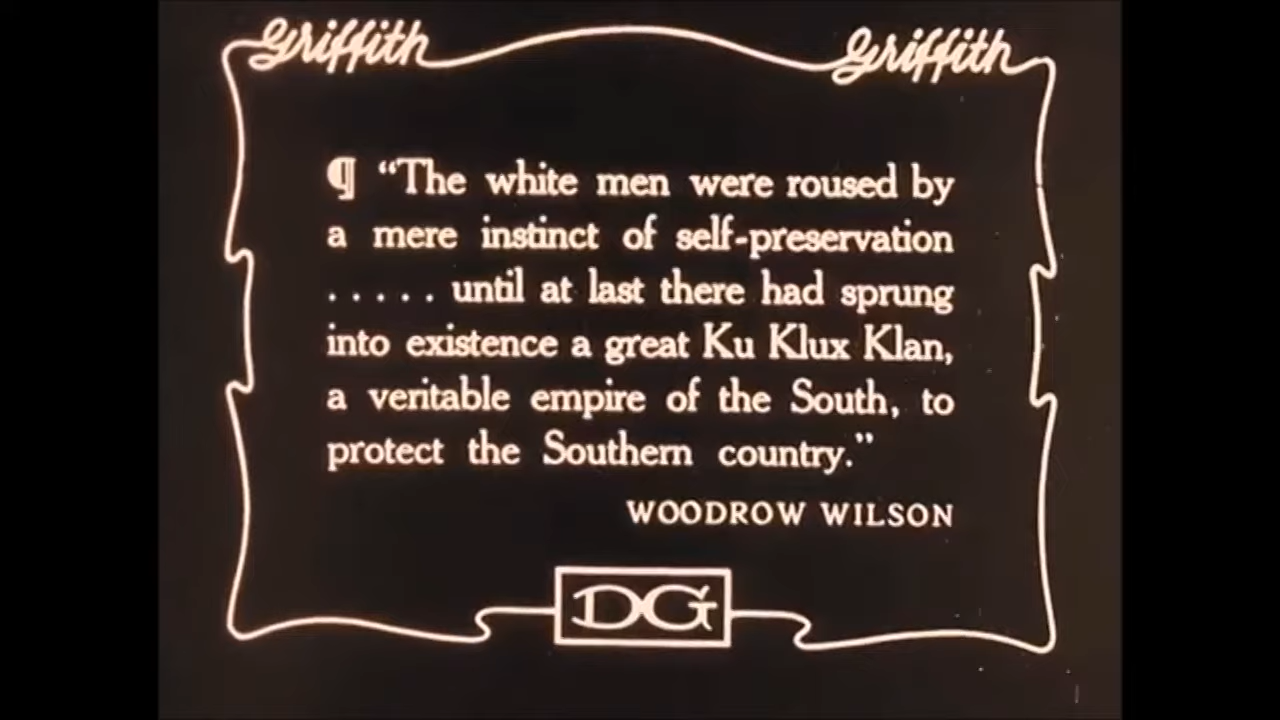 Griffith Griffith
¶ “The white men were roused by
a mere instinct of self-preservation
. . . . . until at last there had sprung
into existence a great Ku Klux Klan,
a veritable empire of the South, to
protect the Southern country.”
WOODROW WILSON
DG